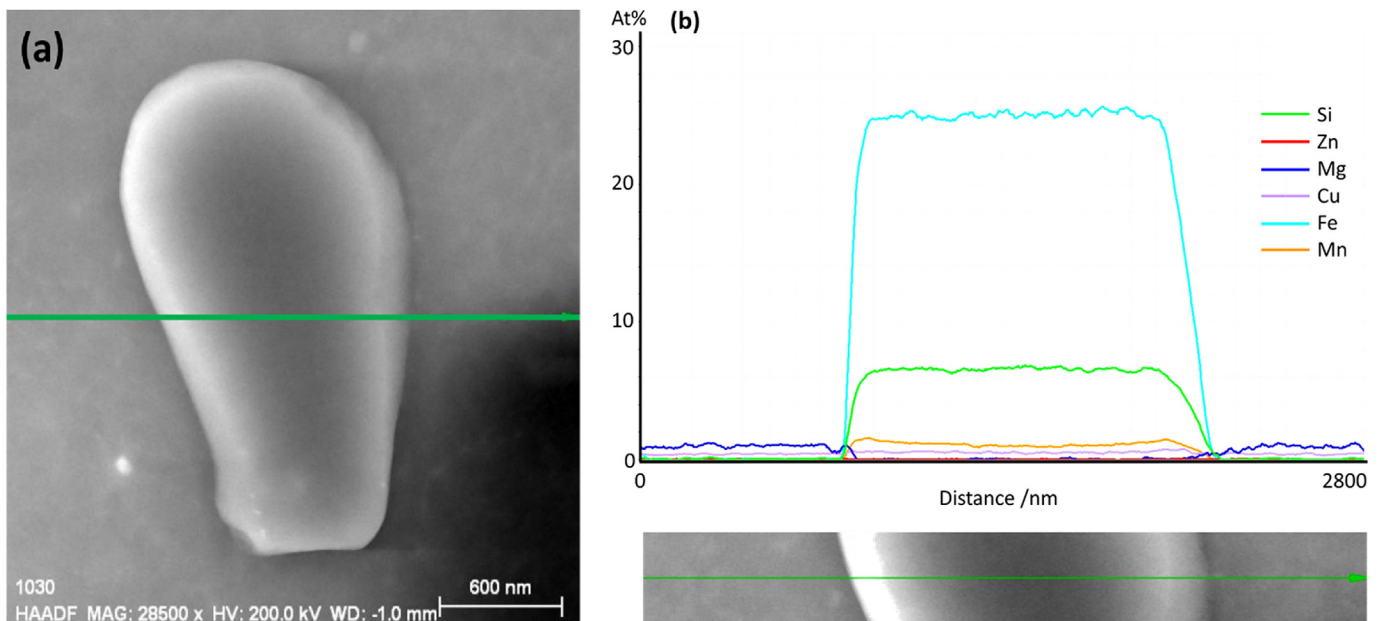 (a)
1030
600 nm
HAADF MAG: 28500 x HV: 200.0 kV WD: -1.0 mm
At%
(b)
30
20
10
0
0
2800
Distance /nm
Si
Zn
Mg
Cu
Fe
Mn